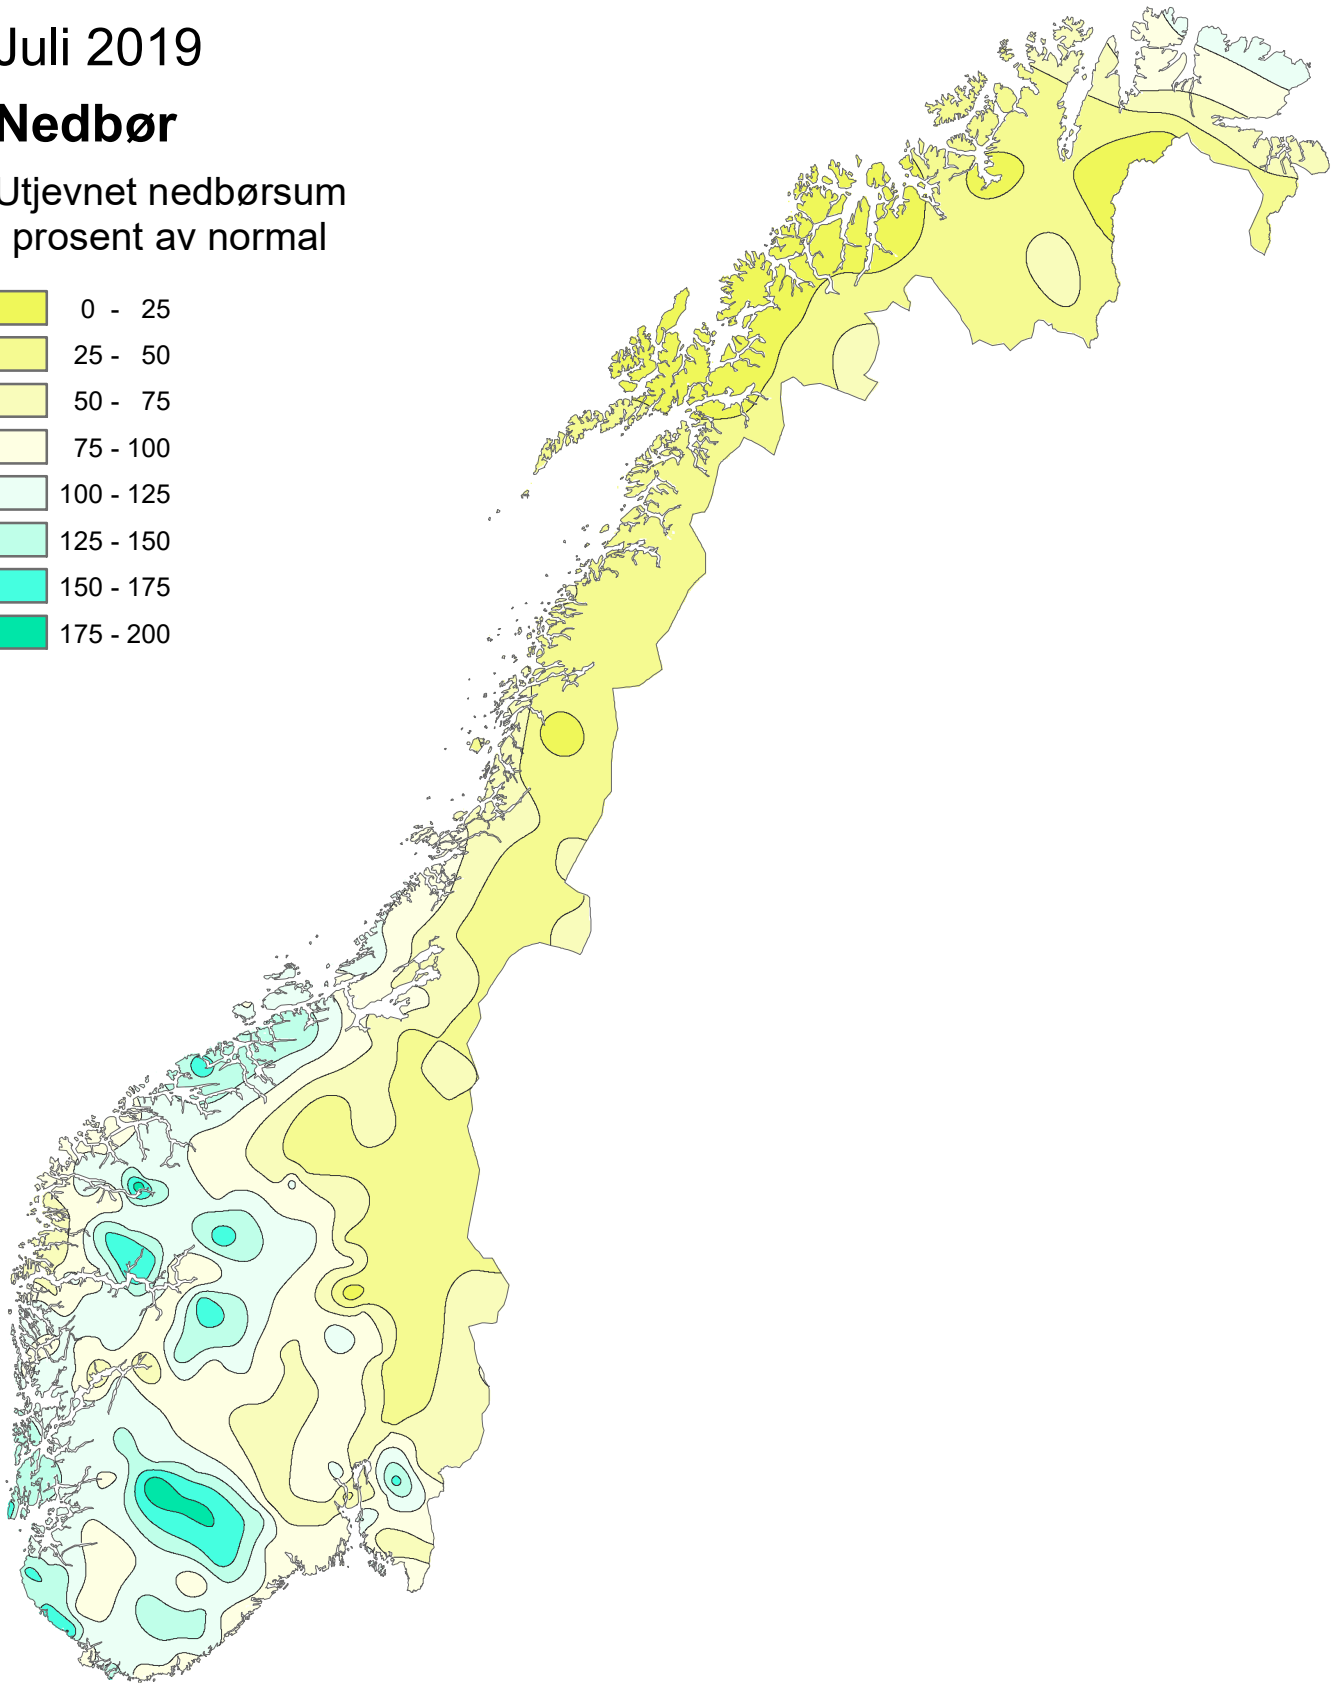 Juli 2019
Nedbør
Utjevnet nedbørsum
prosent av normal
0 - 25
25 - 50
50 - 75
75 - 100
100 - 125
125 - 150
150 - 175
175 - 200